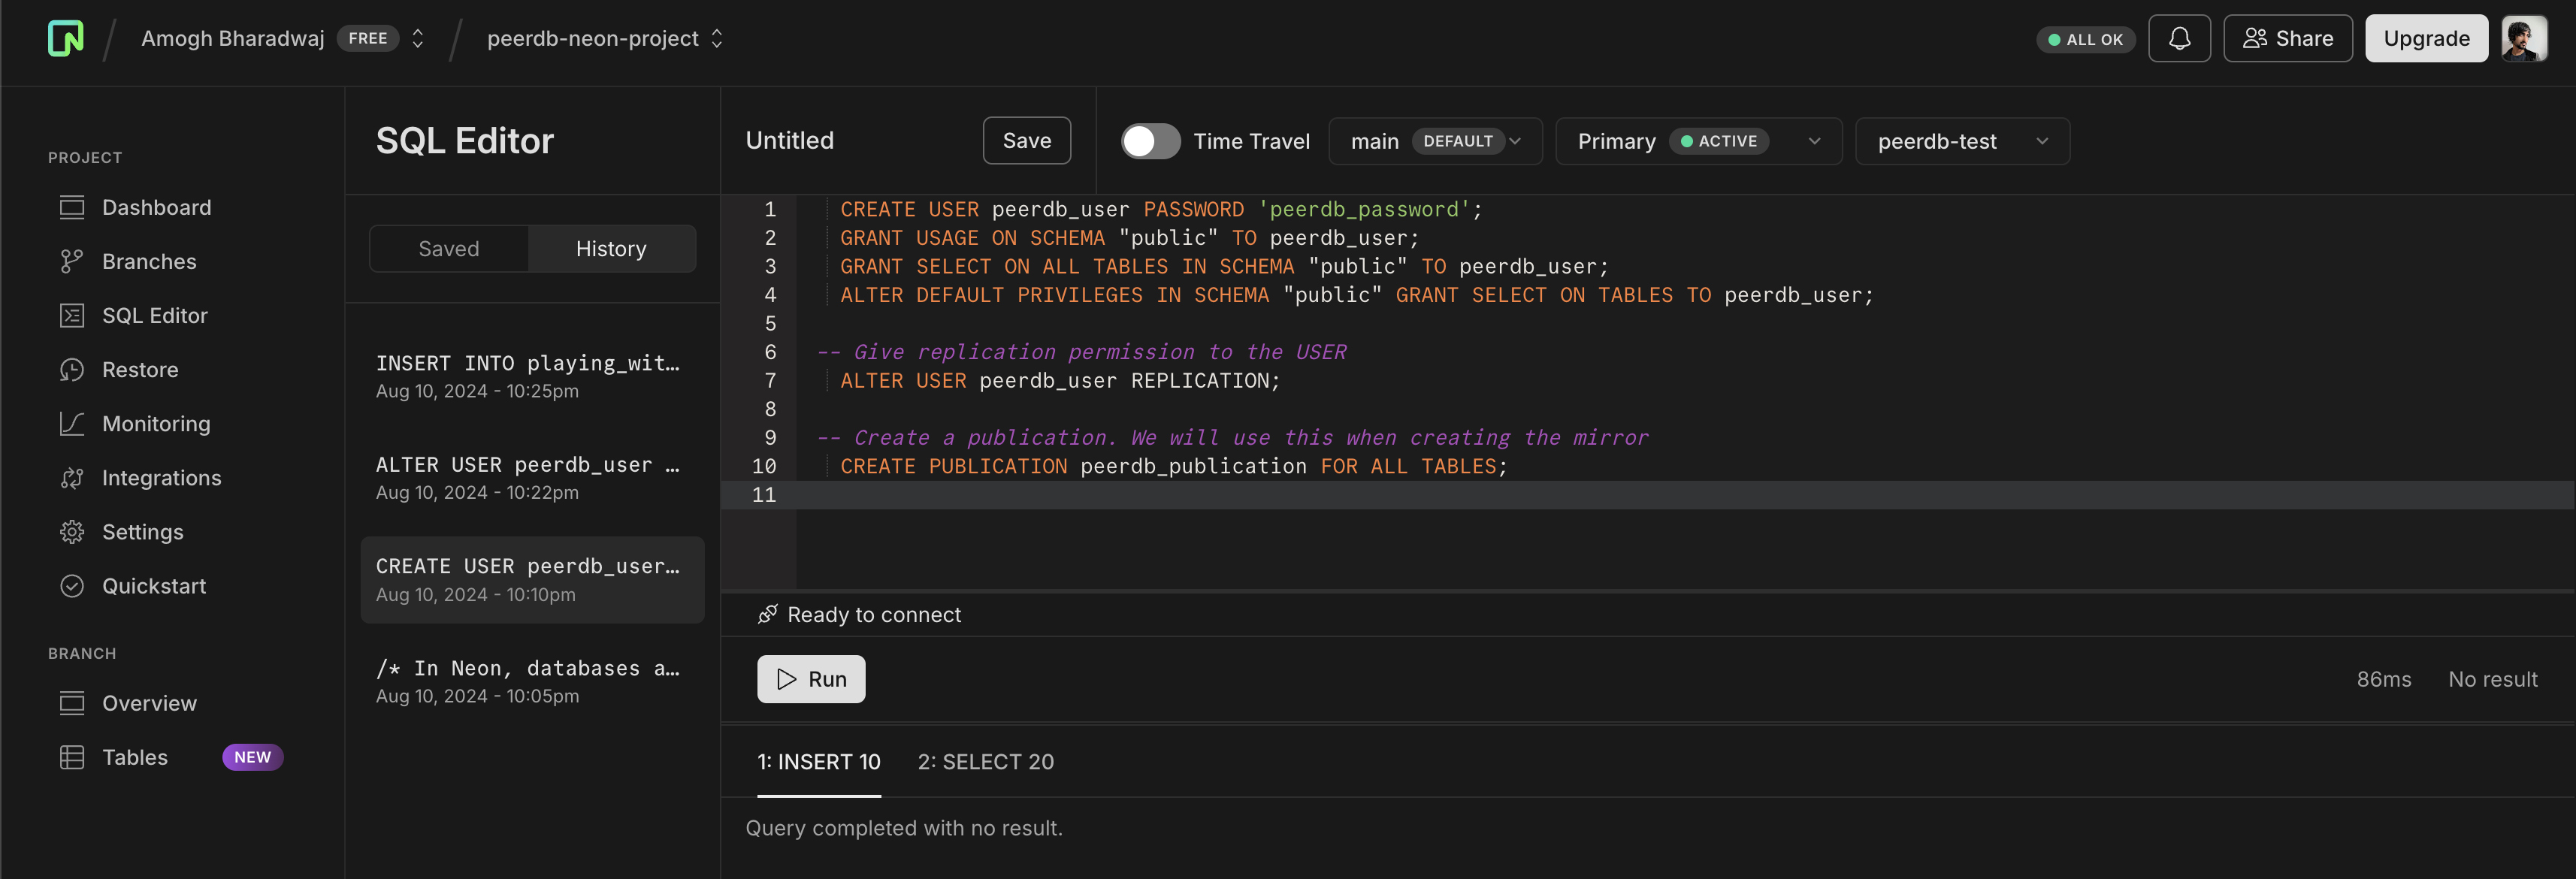 Amogh Bharadwaj FREE peerdb-neon-project ALL OK Share Upgrade
PROJECT
Dashboard
Branches
SQL Editor
Restore
Monitoring
Integrations
Settings
Quickstart
BRANCH
Overview
Tables NEW
SQL Editor
Saved History
INSERT INTO playing_wit…
Aug 10, 2024 - 10:25pm
ALTER USER peerdb_user …
Aug 10, 2024 - 10:22pm
CREATE USER peerdb_user…
Aug 10, 2024 - 10:10pm
/* In Neon, databases a…
Aug 10, 2024 - 10:05pm
Untitled Save Time Travel main DEFAULT Primary ACTIVE peerdb-test
1 CREATE USER peerdb_user PASSWORD 'peerdb_password';
2 GRANT USAGE ON SCHEMA "public" TO peerdb_user;
3 GRANT SELECT ON ALL TABLES IN SCHEMA "public" TO peerdb_user;
4 ALTER DEFAULT PRIVILEGES IN SCHEMA "public" GRANT SELECT ON TABLES TO peerdb_user;
5
6 -- Give replication permission to the USER
7 ALTER USER peerdb_user REPLICATION;
8
9 -- Create a publication. We will use this when creating the mirror
10 CREATE PUBLICATION peerdb_publication FOR ALL TABLES;
11
Ready to connect
Run 86ms No result
1: INSERT 10 2: SELECT 20
Query completed with no result.